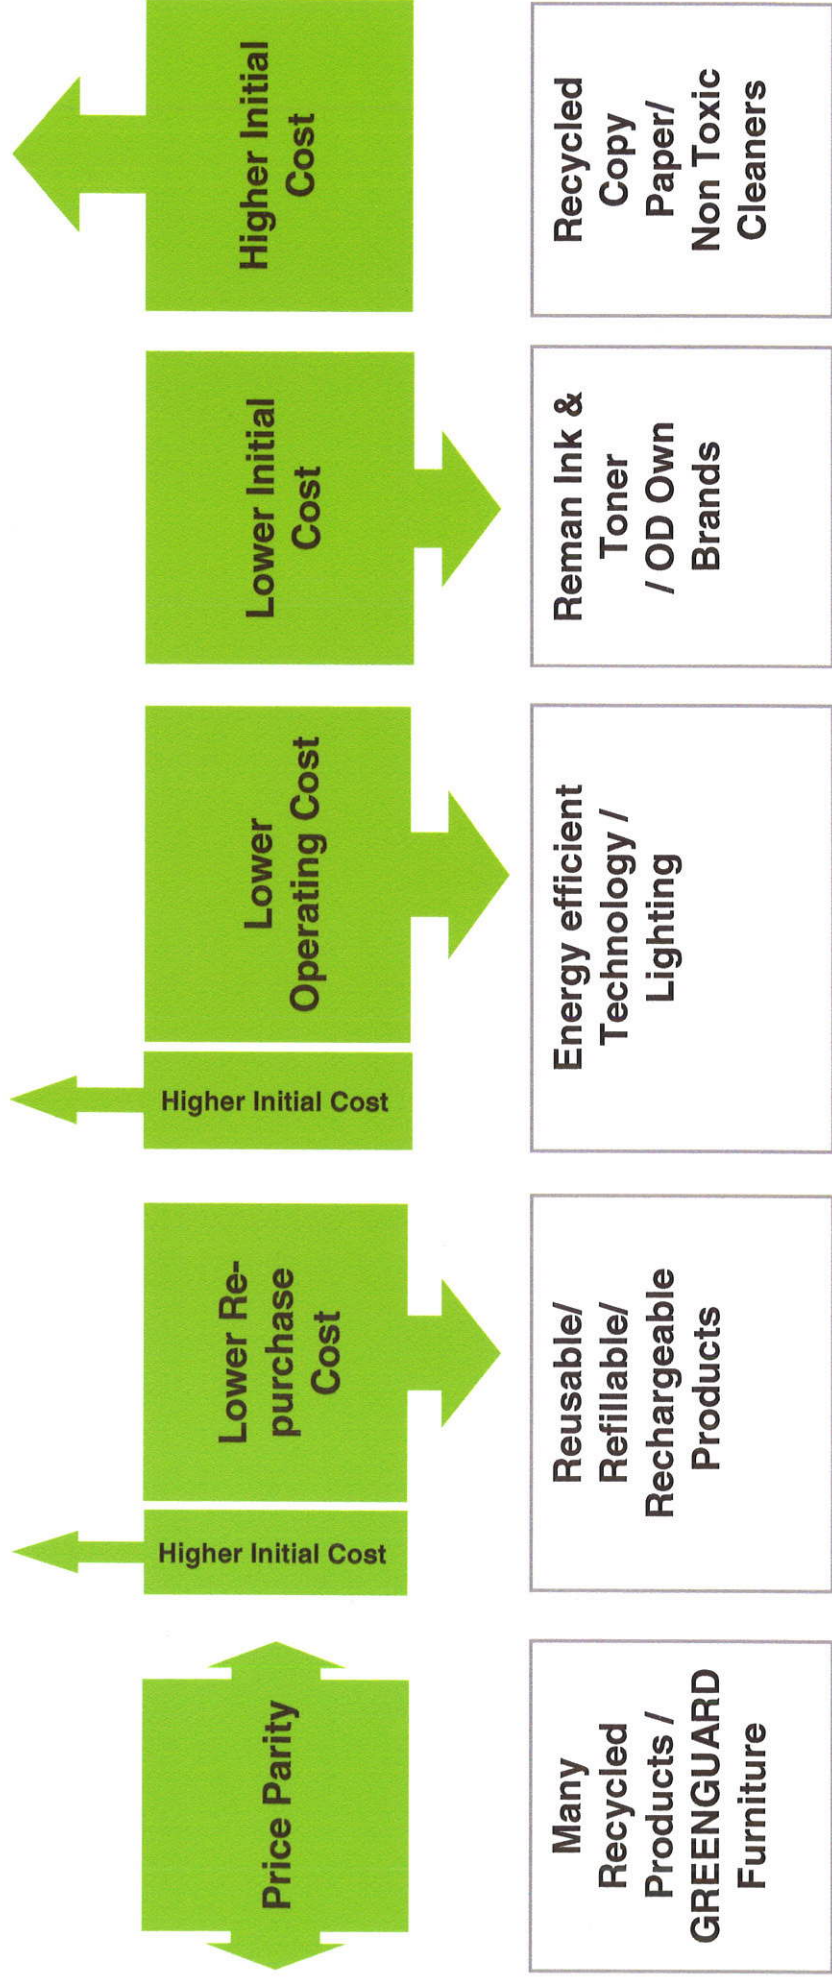 Price Parity
Higher Initial Cost
Lower Re-
purchase
Cost
Higher Initial Cost
Lower
Operating Cost
Lower Initial
Cost
Higher Initial
Cost
Many
Recycled
Products /
GREENGUARD
Furniture
Reusable/
Refillable/
Rechargeable
Products
Energy efficient
Technology /
Lighting
Reman Ink &
Toner
/ OD Own
Brands
Recycled
Copy
Paper/
Non Toxic
Cleaners